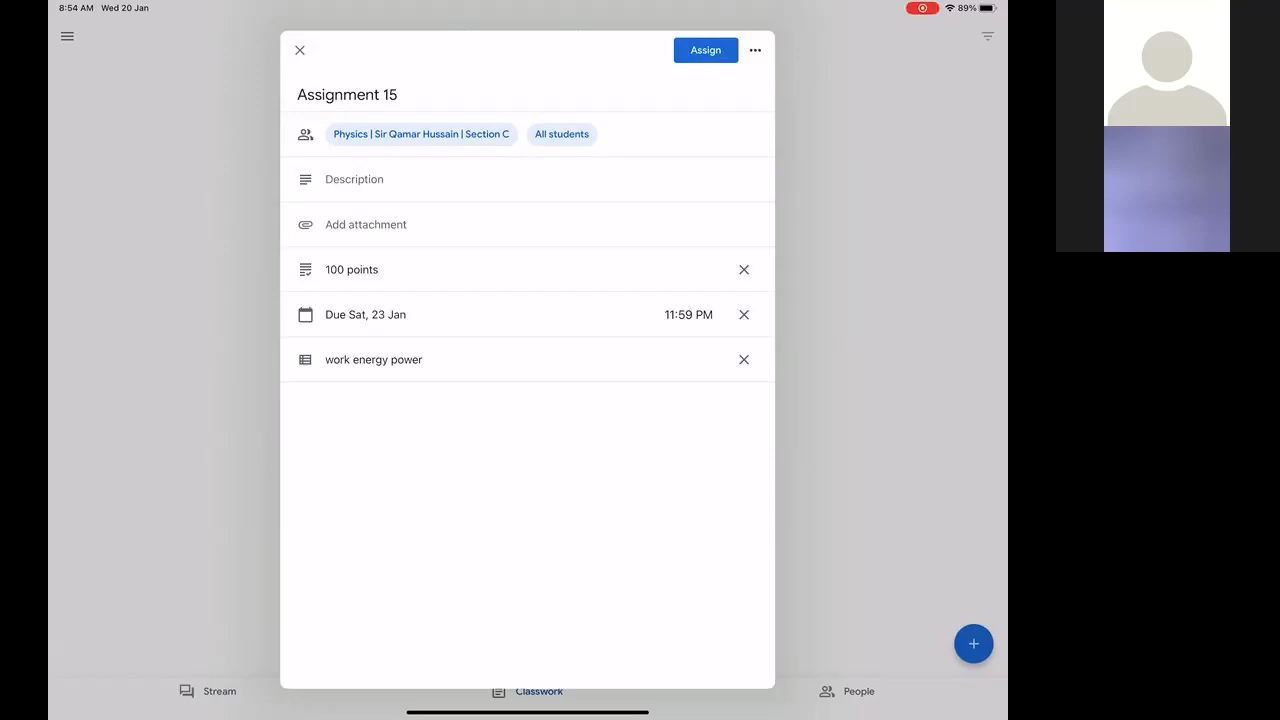 8:54 AM Wed 20 Jan
89%
Assign
Assignment 15
Physics | Sir Qamar Hussain | Section C
All students
Description
Add attachment
100 points
Due Sat, 23 Jan
11:59 PM
work energy power
Stream
Classwork
People